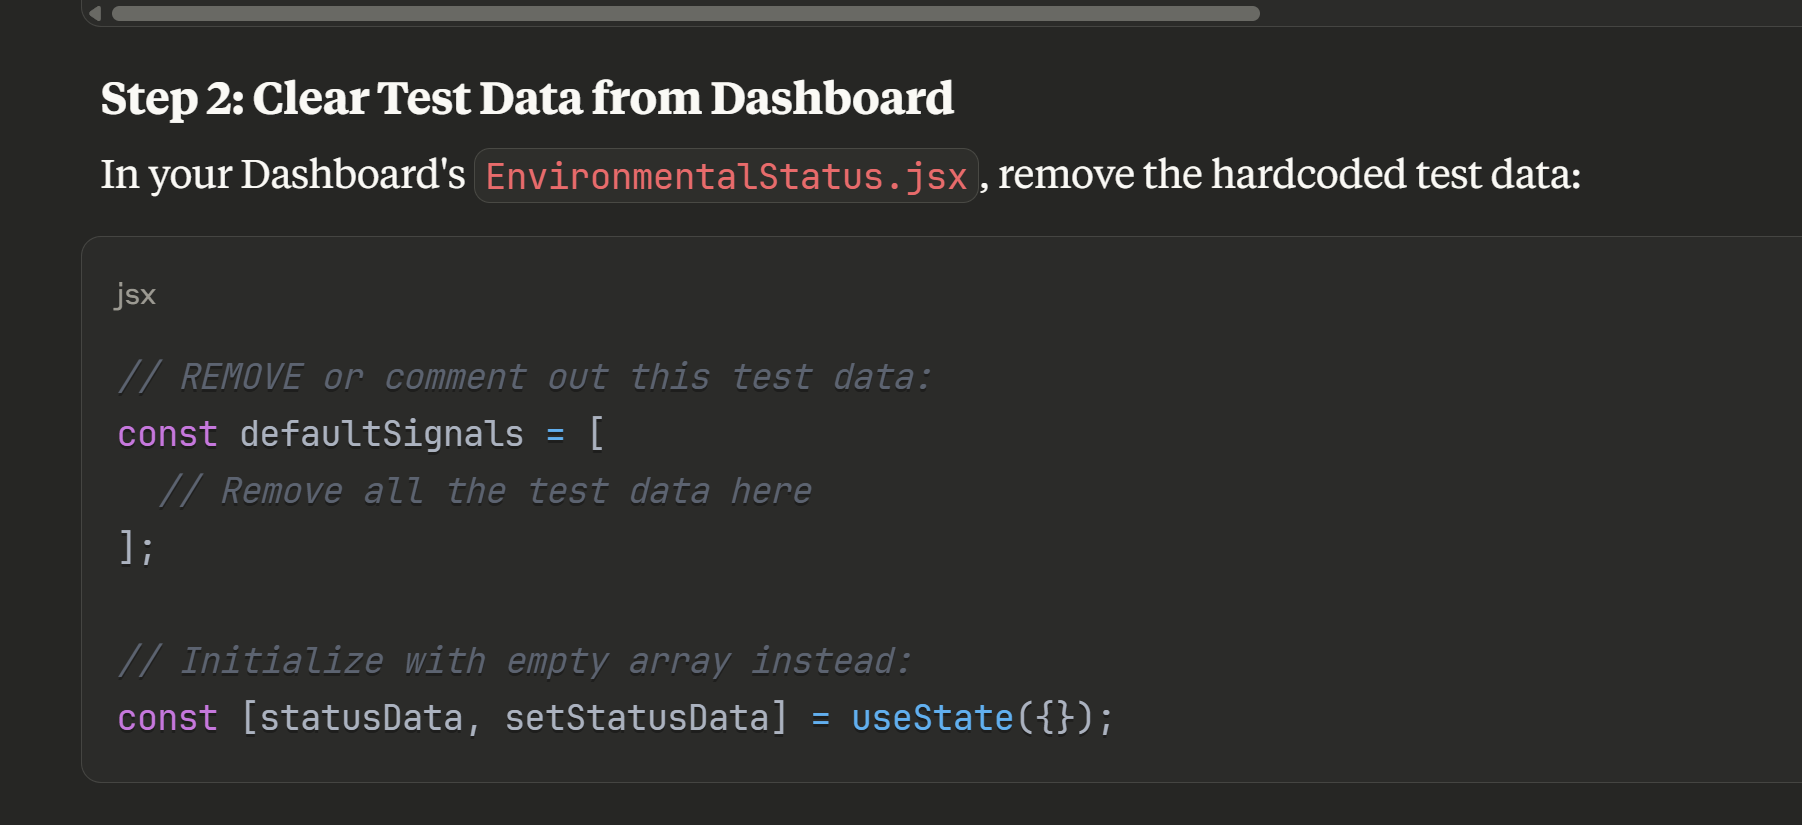 Step 2: Clear Test Data from Dashboard
In your Dashboard's EnvironmentalStatus.jsx, remove the hardcoded test data:
jsx
// REMOVE or comment out this test data:
const defaultSignals = [
  // Remove all the test data here
];
// Initialize with empty array instead:
const [statusData, setStatusData] = useState({});